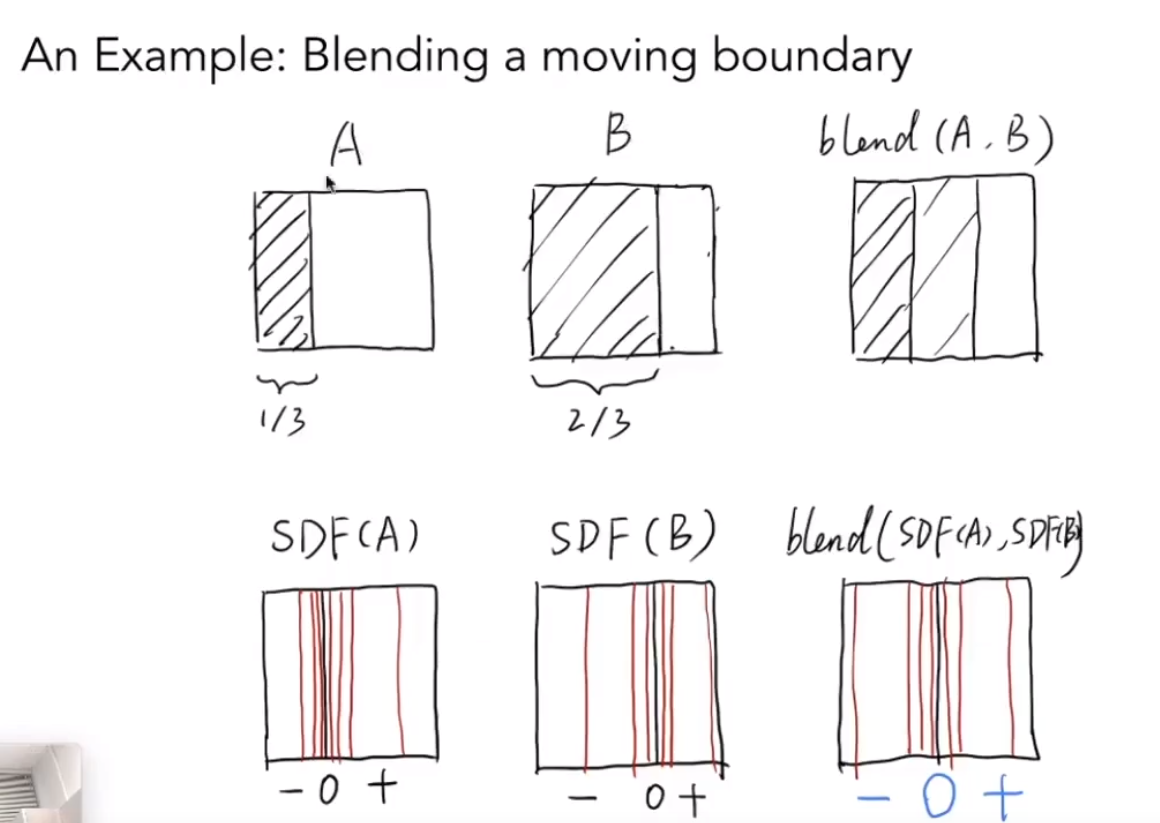 An Example: Blending a moving boundary
A B blend (A, B)
1/3 2/3
SDF(A) SDF (B) blend(SDF(A), SDF(B))
- 0 + - 0 + - 0 +